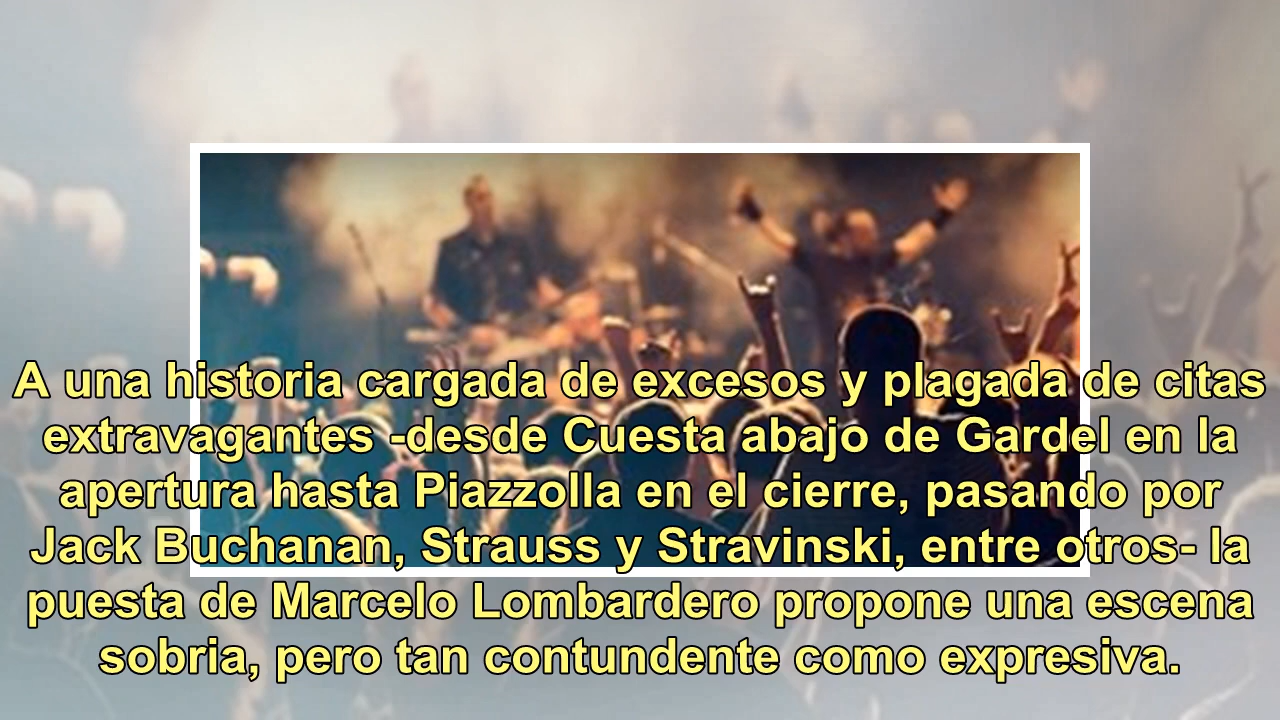 A una historia cargada de excesos y plagada de citas
extravagantes -desde Cuesta abajo de Gardel en la
apertura hasta Piazzolla en el cierre, pasando por
Jack Buchanan, Strauss y Stravinski, entre otros- la
puesta de Marcelo Lombardero propone una escena
sobria, pero tan contundente como expresiva.